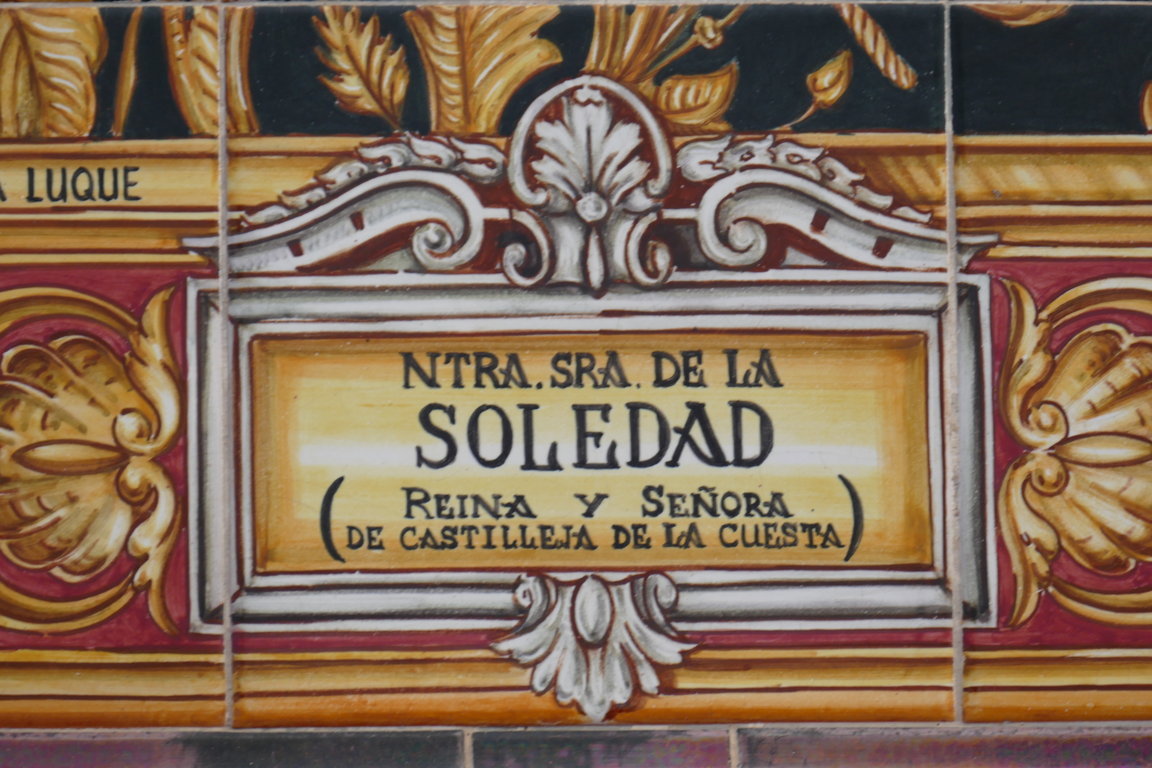 LUQUE
NTRA. SRA. DE LA
SOLEDAD
(REINA Y SEÑORA
DE CASTILLEJA DE LA CUESTA)